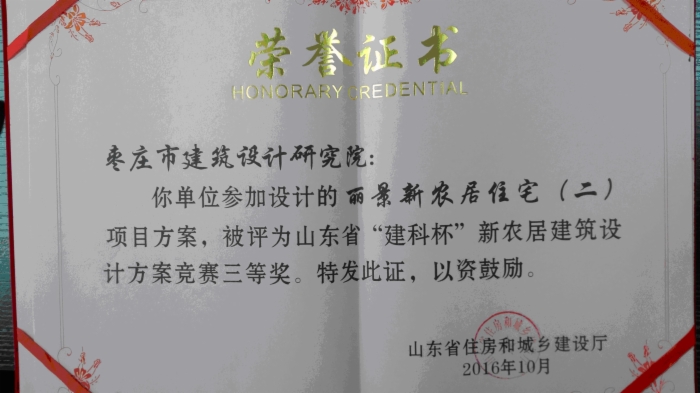 荣誉证书
HONORARY CREDENTIAL
枣庄市建筑设计研究院：
你单位参加设计的丽景新农居住宅（二）
项目方案，被评为山东省“建科杯”新农居建筑设
计方案竞赛三等奖。特发此证，以资鼓励。
山东省住房和城乡建设厅
2016年10月